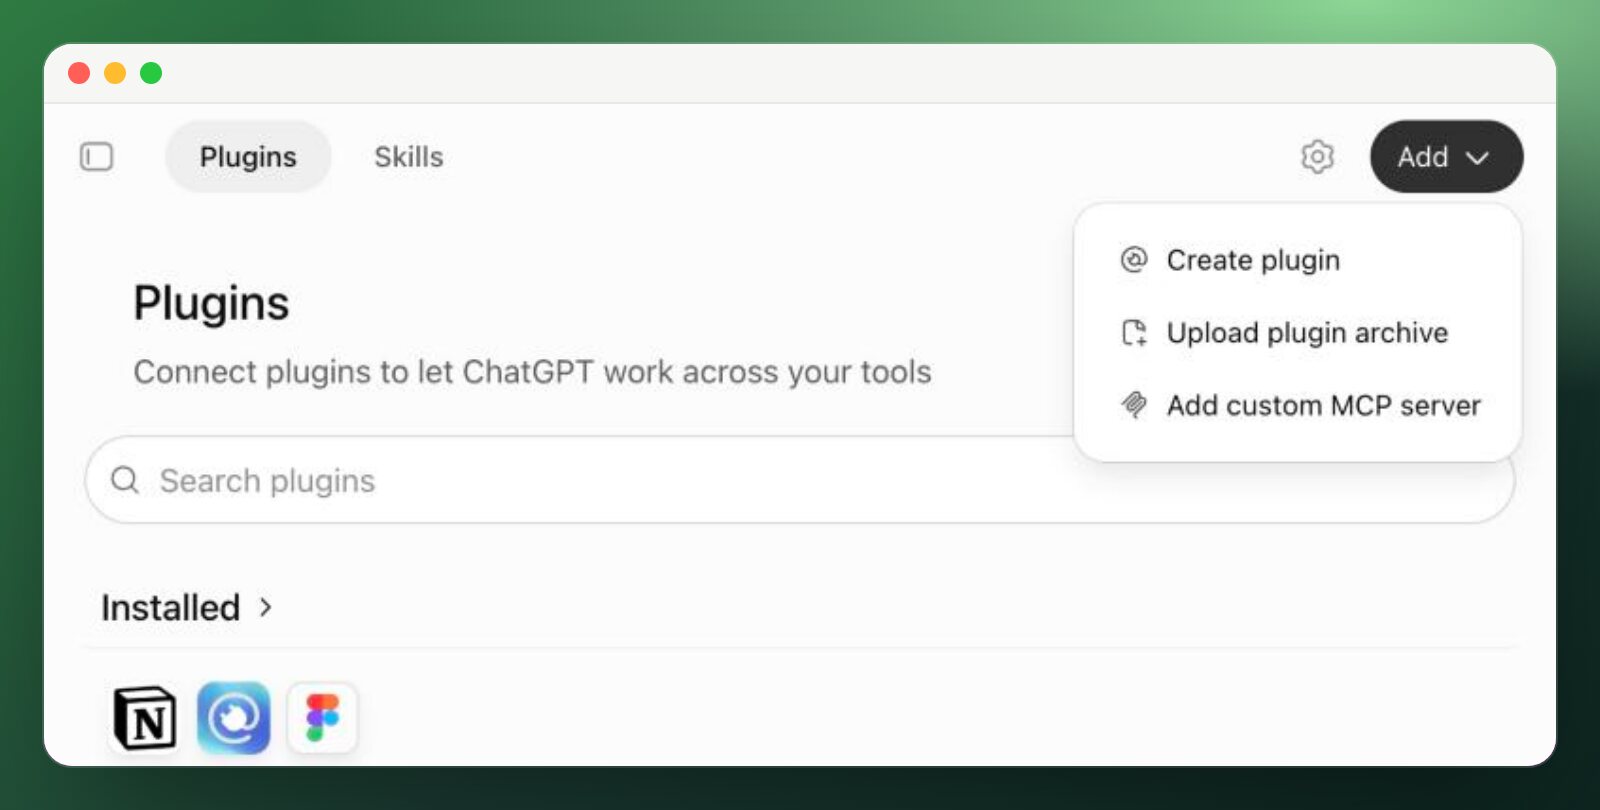 Plugins
Skills
Add
Create plugin
Upload plugin archive
Add custom MCP server
Plugins
Connect plugins to let ChatGPT work across your tools
Search plugins
Installed
N